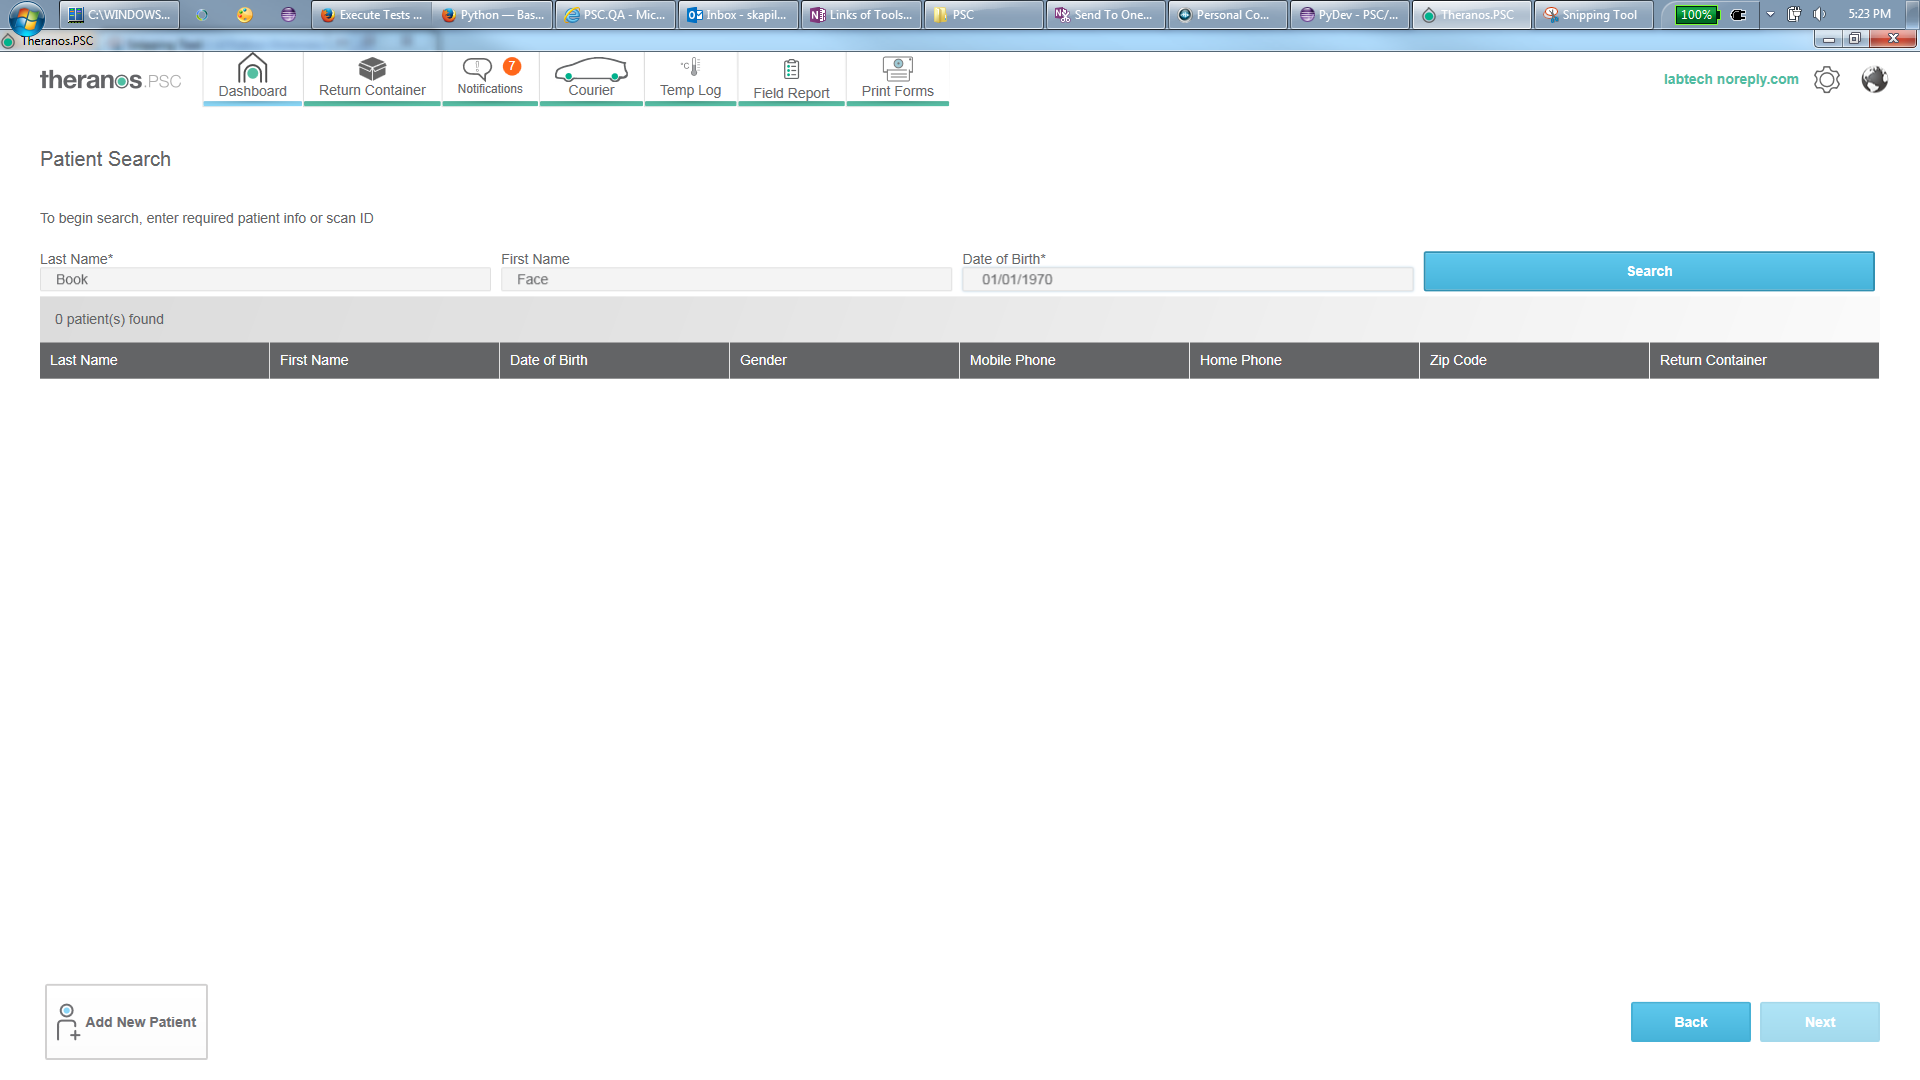 C:\WINDOWS...
Execute Tests ...
Python — Bas...
PSC.QA - Mic...
Inbox - skapil...
Links of Tools...
PSC
Send To One...
Personal Co...
PyDev - PSC/...
Theranos.PSC
Snipping Tool
100%
5:23 PM
Theranos.PSC
theranos.PSC
Dashboard
Return Container
7
Notifications
Courier
°C
Temp Log
Field Report
Print Forms
labtech noreply.com
Patient Search
To begin search, enter required patient info or scan ID
Last Name*
First Name
Date of Birth*
Book
Face
01/01/1970
Search
0 patient(s) found
Last Name
First Name
Date of Birth
Gender
Mobile Phone
Home Phone
Zip Code
Return Container
Add New Patient
Back
Next